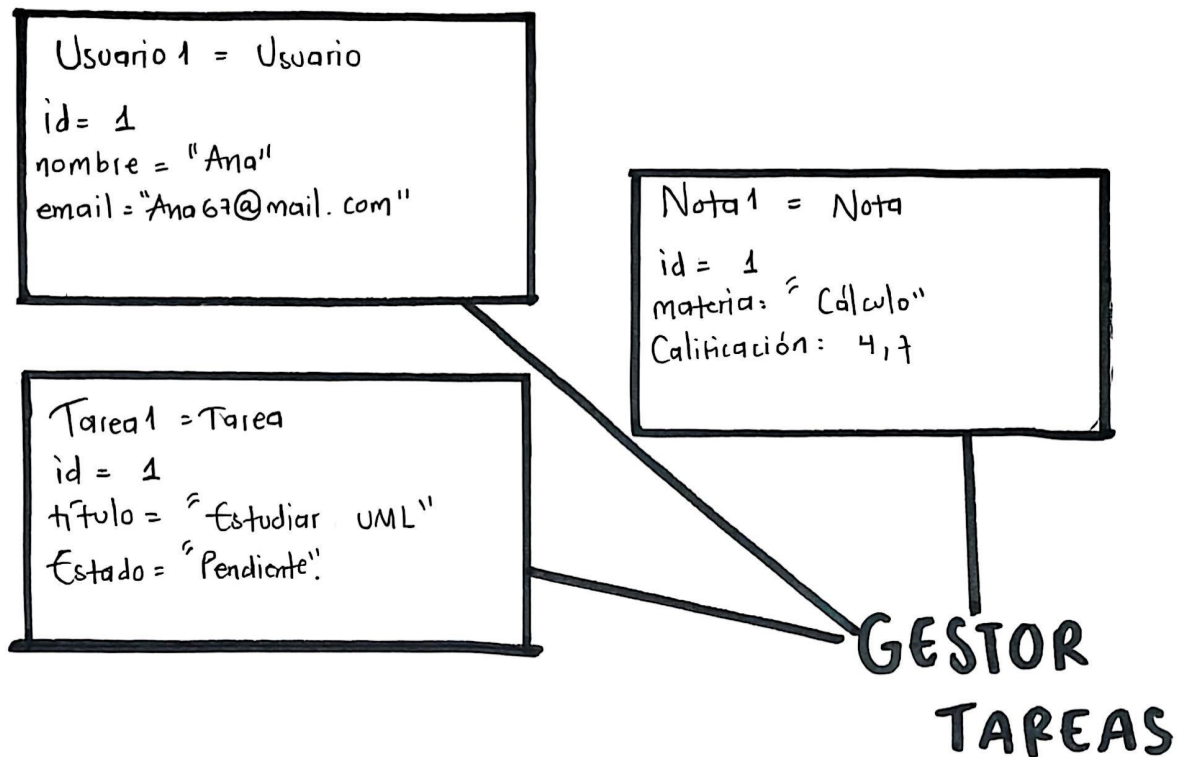 Usuario 1 = Usuario
id= 1
nombre = "Ana"
email = "Ana67@mail.com"
Nota1 = Nota
id = 1
materia: "Cálculo"
Calificación: 4,7
Tarea1 = Tarea
id = 1
título = "Estudiar UML"
Estado = "Pendiente".
GESTOR
TAREAS